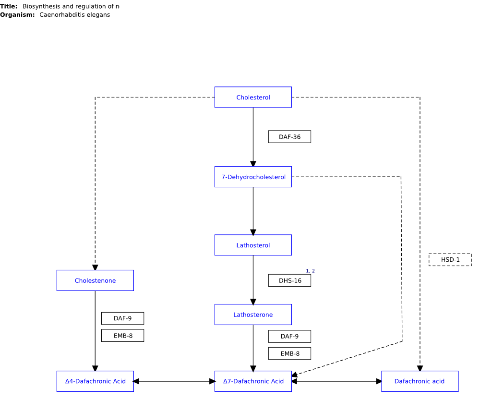 Title: Biosynthesis and regulation of n
Organism: Caenorhabditis elegans
Cholesterol
DAF-36
7-Dehydrocholesterol
Lathosterol
HSD 1
1, 2
Cholestenone
DHS-16
Lathosterone
DAF-9
EMB-8
DAF-9
EMB-8
Δ4-Dafachronic Acid
Δ7-Dafachronic Acid
Dafachronic acid